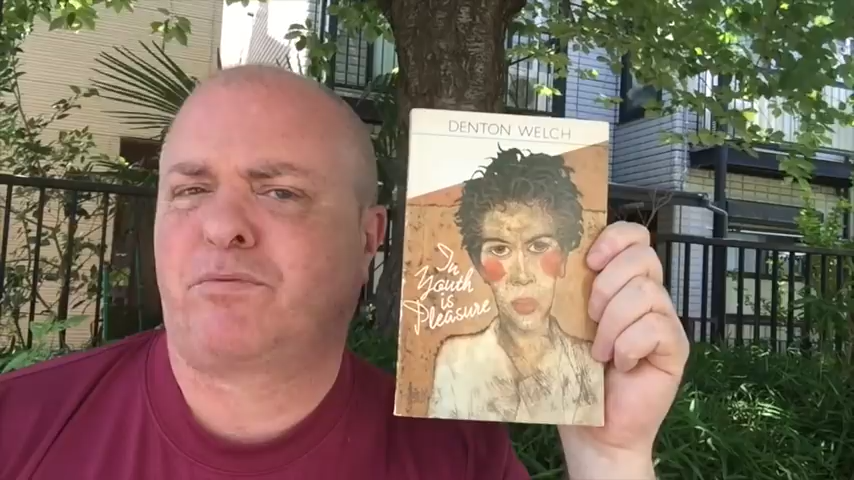 DENTON WELCH
In
Youth
is
Pleasure